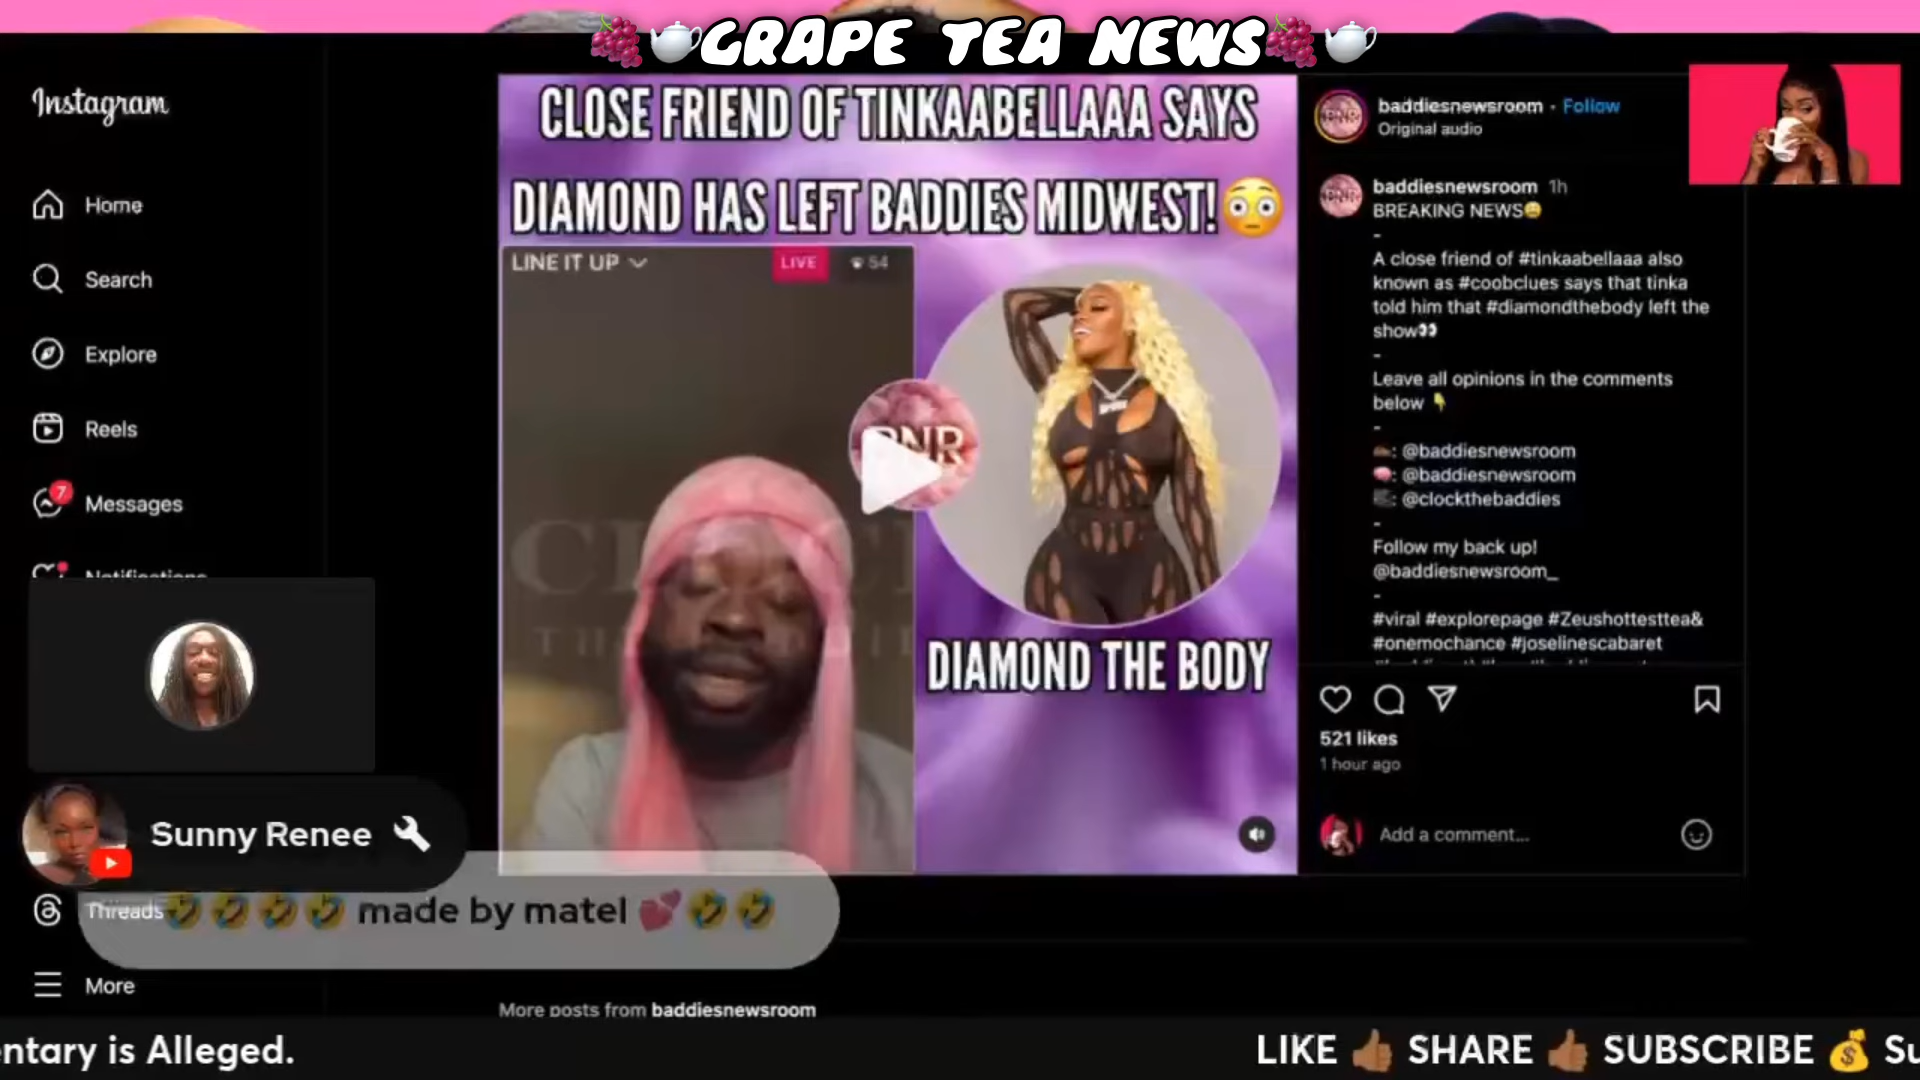 🍇🫖GRAPE TEA NEWS🍇🫖
Instagram
Home
Search
Explore
Reels
7
Messages
Notifications
Threads
More
CLOSE FRIEND OF TINKAABELLAAA SAYS
DIAMOND HAS LEFT BADDIES MIDWEST!😳
LINE IT UP
LIVE
54
BNR
DIAMOND THE BODY
baddiesnewsroom • Follow
Original audio
baddiesnewsroom 1h
BREAKING NEWS😩
-
A close friend of #tinkaabellaaa also
known as #coobclues says that tinka
told him that #diamondthebody left the
show👀
-
Leave all opinions in the comments
below 👇
-
: @baddiesnewsroom
🧼: @baddiesnewsroom
: @clockthebaddies
-
Follow my back up!
@baddiesnewsroom_
-
#viral #explorepage #Zeushottesttea&
#onemochance #joselinescabaret
521 likes
1 hour ago
Add a comment...
Sunny Renee
🤣🤣🤣🤣 made by matel 💕🤣🤣
More posts from baddiesnewsroom
entary is Alleged.
LIKE 👍🏾 SHARE 👍🏾 SUBSCRIBE 💰 Su